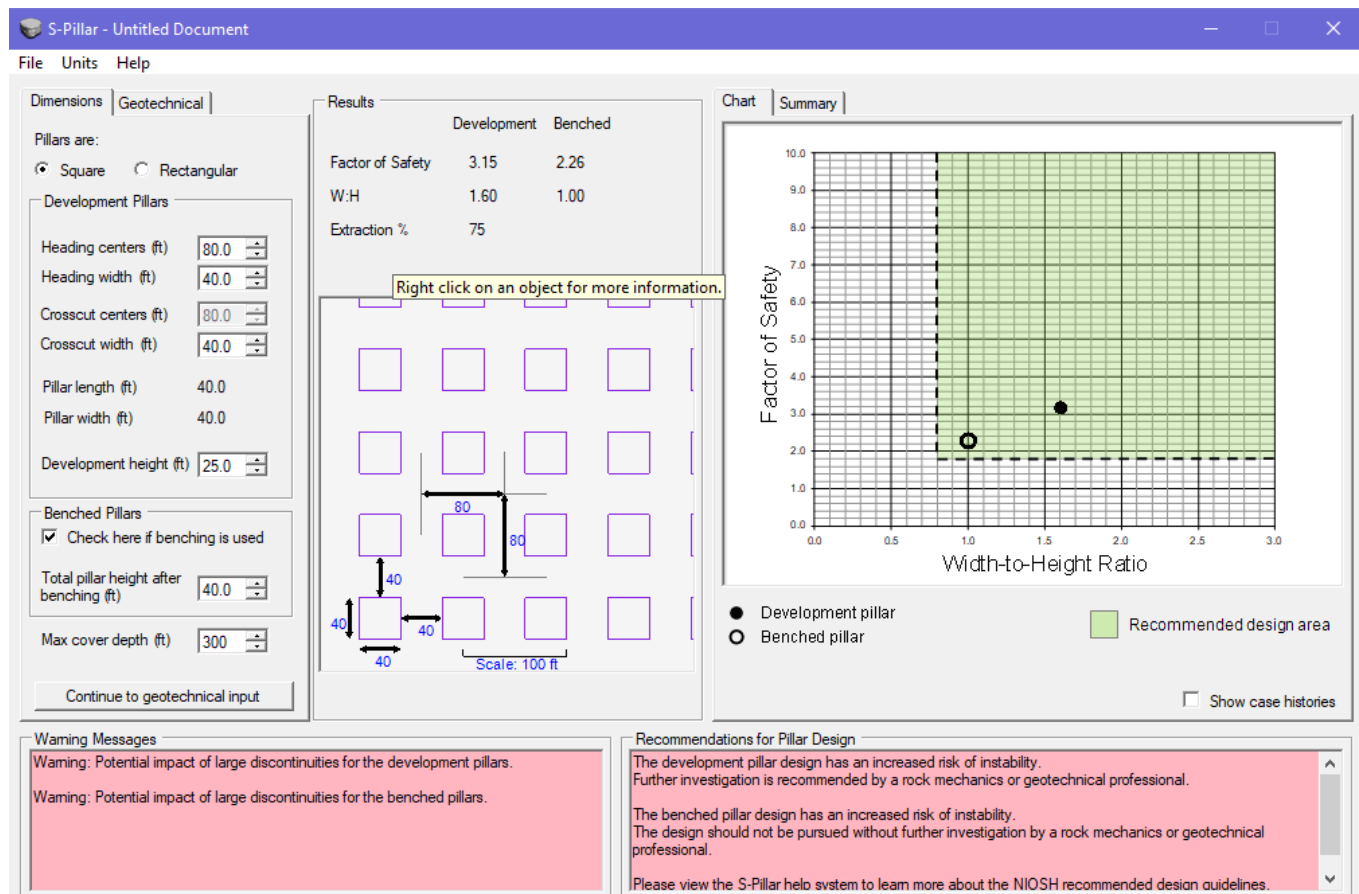 S-Pillar - Untitled Document
File Units Help
Dimensions Geotechnical
Pillars are:
Square Rectangular
Development Pillars
Heading centers (ft) 80.0
Heading width (ft) 40.0
Crosscut centers (ft) 80.0
Crosscut width (ft) 40.0
Pillar length (ft) 40.0
Pillar width (ft) 40.0
Development height (ft) 25.0
Benched Pillars
Check here if benching is used
Total pillar height after
benching (ft) 40.0
Max cover depth (ft) 300
Continue to geotechnical input
Results
Development Benched
Factor of Safety 3.15 2.26
W:H 1.60 1.00
Extraction % 75
Right click on an object for more information.
80
80
40
40
40
40
Scale: 100 ft
Chart Summary
10.0
9.0
8.0
7.0
6.0
5.0
4.0
3.0
2.0
1.0
0.0
Factor of Safety
0.0 0.5 1.0 1.5 2.0 2.5 3.0
Width-to-Height Ratio
Development pillar
Benched pillar
Recommended design area
Show case histories
Warning Messages
Warning: Potential impact of large discontinuities for the development pillars.
Warning: Potential impact of large discontinuities for the benched pillars.
Recommendations for Pillar Design
The development pillar design has an increased risk of instability.
Further investigation is recommended by a rock mechanics or geotechnical professional.
The benched pillar design has an increased risk of instability.
The design should not be pursued without further investigation by a rock mechanics or geotechnical
professional.
Please view the S-Pillar help system to learn more about the NIOSH recommended design guidelines.